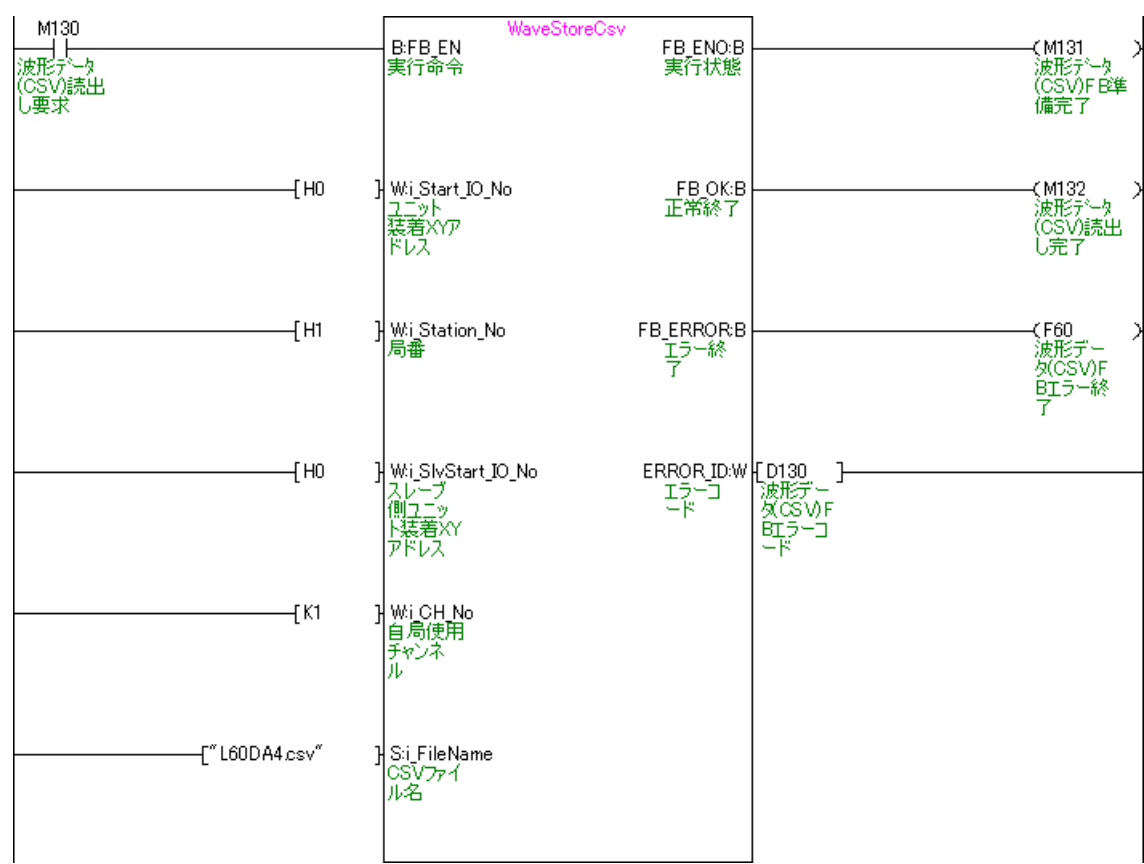 M130
波形データ
(CSV)読出
し要求
WaveStoreCsv
B:FB_EN
実行命令
FB_ENO:B
実行状態
M131
波形データ
(CSV)FB準
備完了
H0
W:i_Start_IO_No
ユニット
装着XYア
ドレス
FB_OK:B
正常終了
M132
波形データ
(CSV)読出
し完了
H1
W:i_Station_No
局番
FB_ERROR:B
エラー終
了
F60
波形デー
タ(CSV)F
Bエラー終
了
H0
W:i_SlvStart_IO_No
スレーブ
側ユニッ
ト装着XY
アドレス
ERROR_ID:W
エラーコ
ード
D130
波形デー
タ(CSV)F
Bエラーコ
ード
K1
W:i_CH_No
自局使用
チャンネ
ル
"L60DA4.csv"
S:i_FileName
CSVファイ
ル名